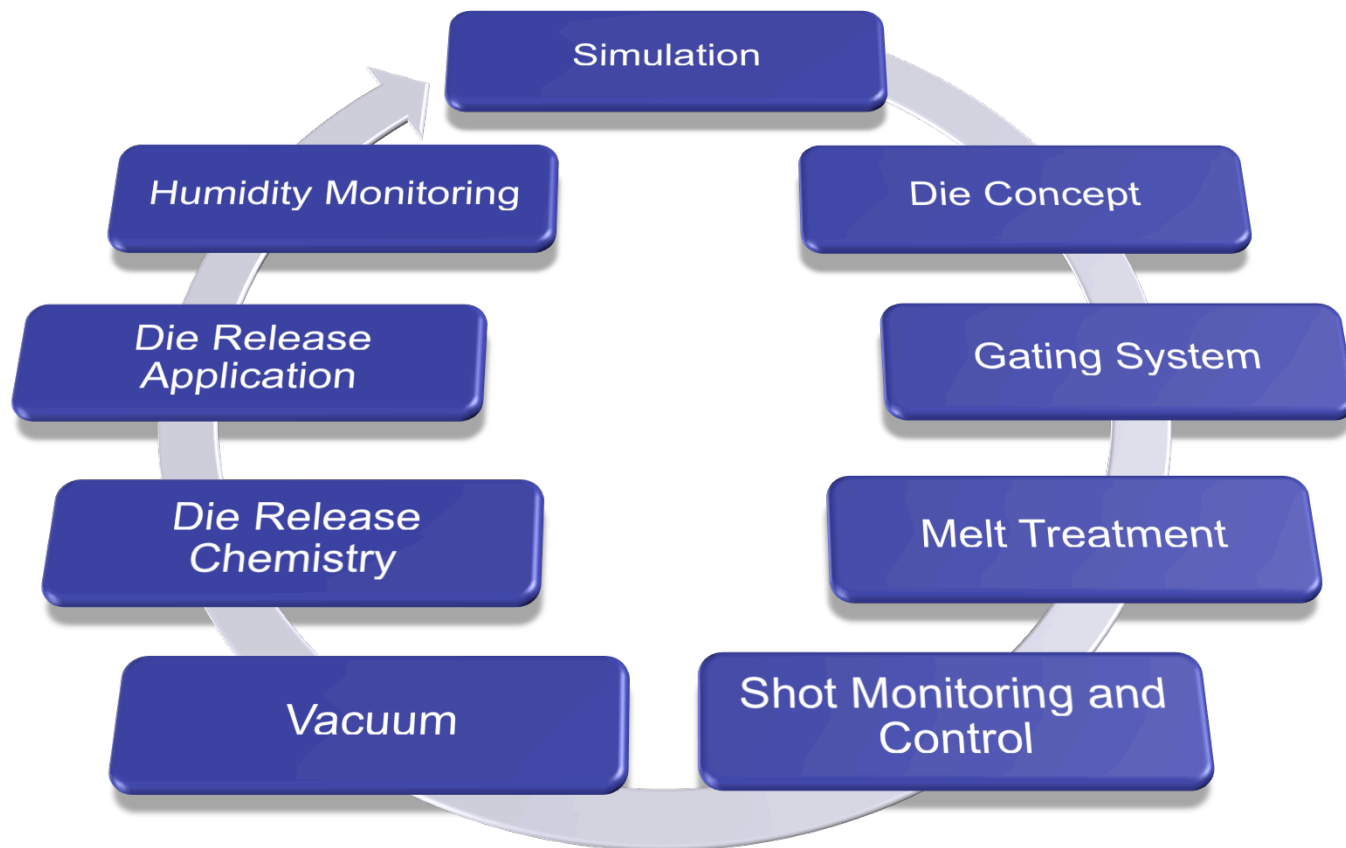 Simulation
Die Concept
Gating System
Melt Treatment
Shot Monitoring and
Control
Vacuum
Die Release
Chemistry
Die Release
Application
Humidity Monitoring